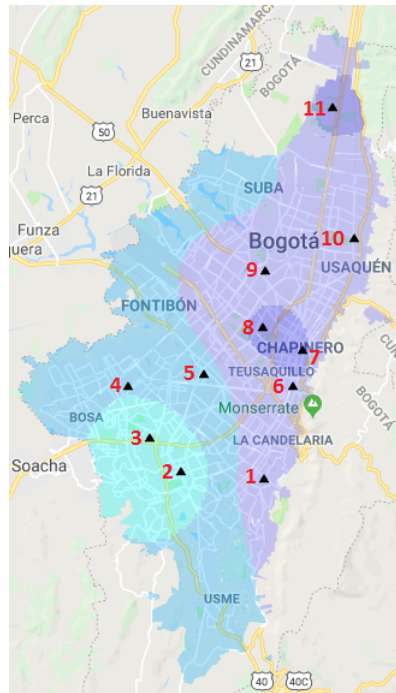 CUNDINAMARCA
BOGOTÁ
21
11
Perca
Buenavista
50
La Florida
21
SUBA
Funza
quera
Bogotá
10
USAQUÉN
9
FONTIBÓN
8
CHAPINERO
7
TEUSAQUILLO
5
4
6
Monserrate
BOGOTÁ
BOSA
3
LA CANDELARIA
Soacha
2
1
USME
40
40C